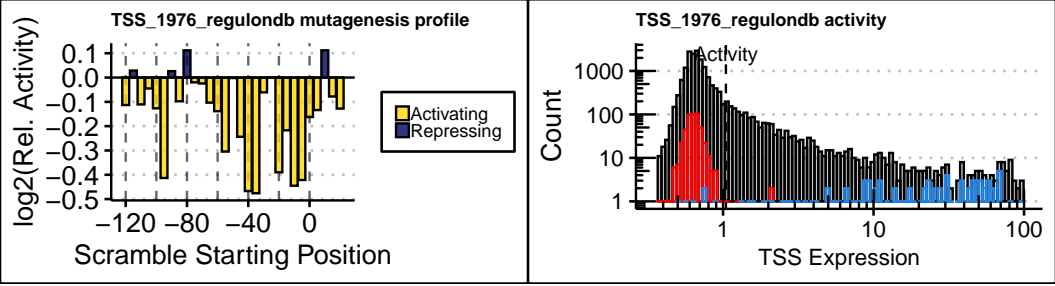 TSS_1976_regulondb mutagenesis profile
log2(Rel. Activity)
0.1
0.0
−0.1
−0.2
−0.3
−0.4
−0.5
−120 −80 −40 0
Scramble Starting Position
Activating
Repressing
TSS_1976_regulondb activity
Activity
Count
1000
100
10
1
1 10 100
TSS Expression